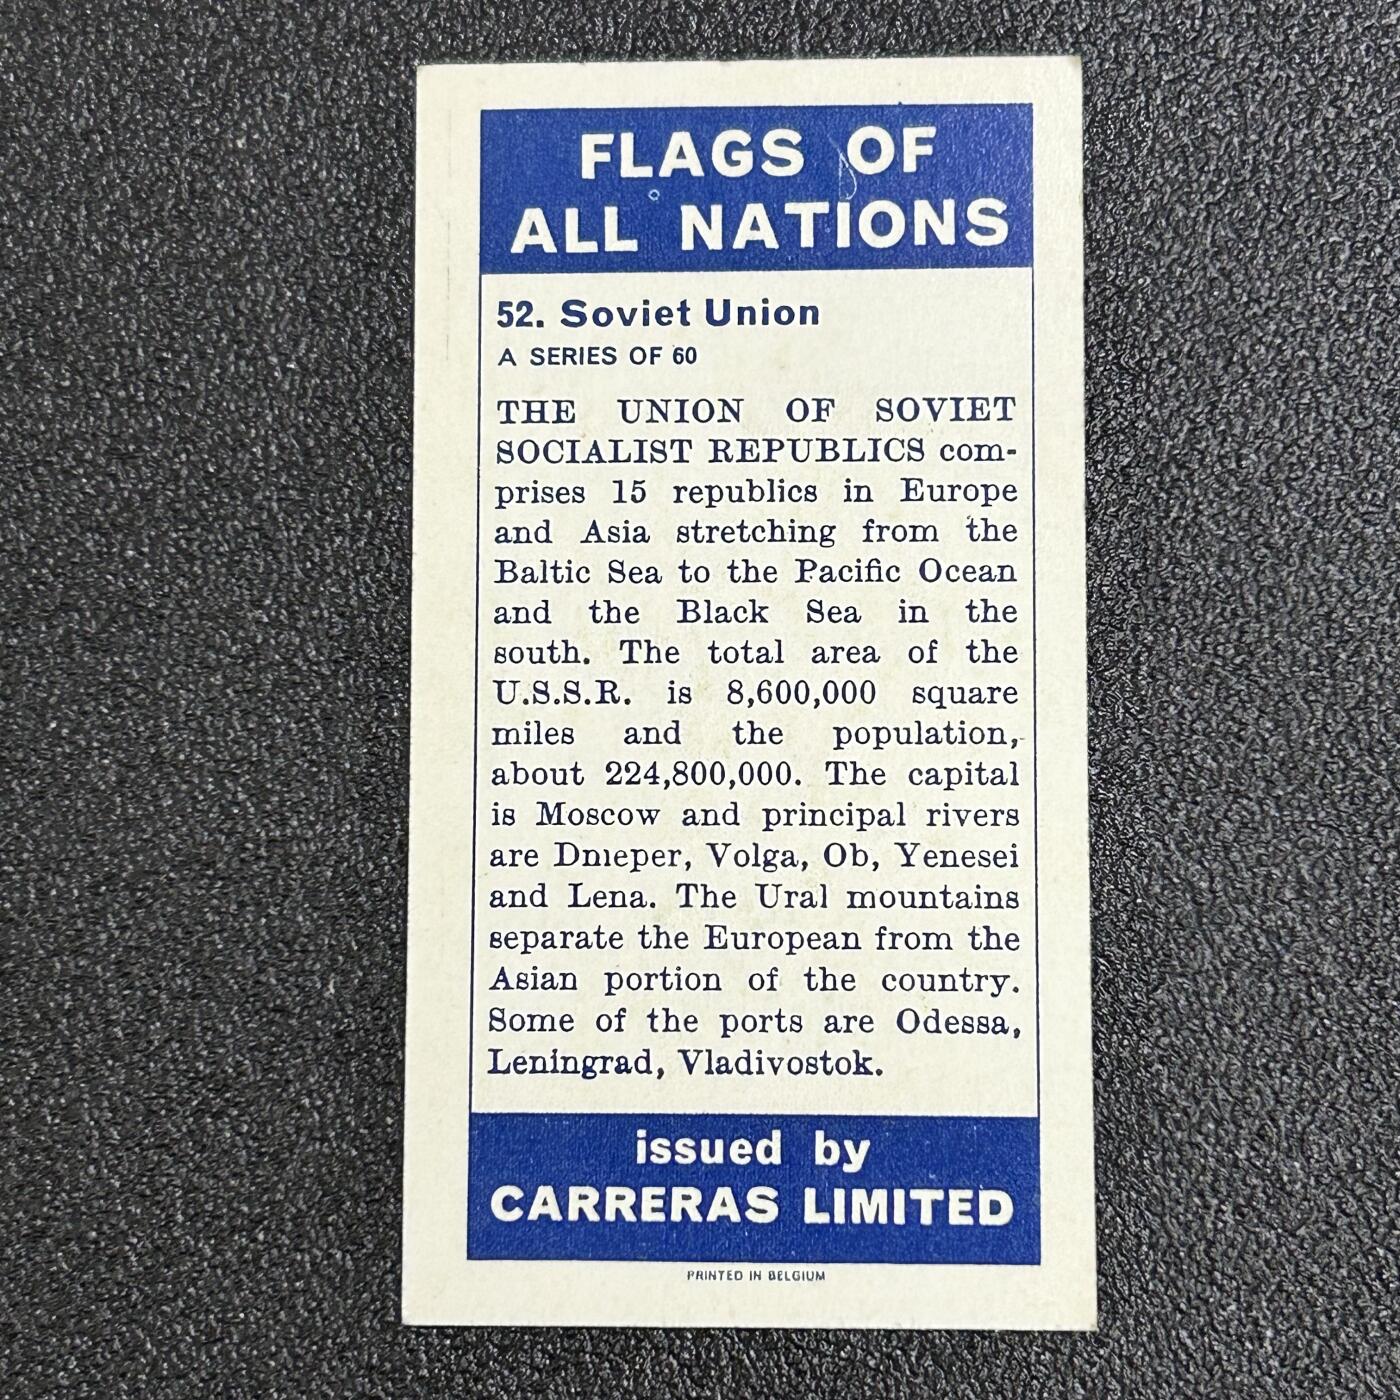 FLAGS OF
ALL NATIONS
52. Soviet Union
A SERIES OF 60
THE UNION OF SOVIET
SOCIALIST REPUBLICS com-
prises 15 republics in Europe
and Asia stretching from the
Baltic Sea to the Pacific Ocean
and the Black Sea in the
south. The total area of the
U.S.S.R. is 8,600,000 square
miles and the population,
about 224,800,000. The capital
is Moscow and principal rivers
are Dnieper, Volga, Ob, Yenesei
and Lena. The Ural mountains
separate the European from the
Asian portion of the country.
Some of the ports are Odessa,
Leningrad, Vladivostok.
issued by
CARRERAS LIMITED
PRINTED IN BELGIUM